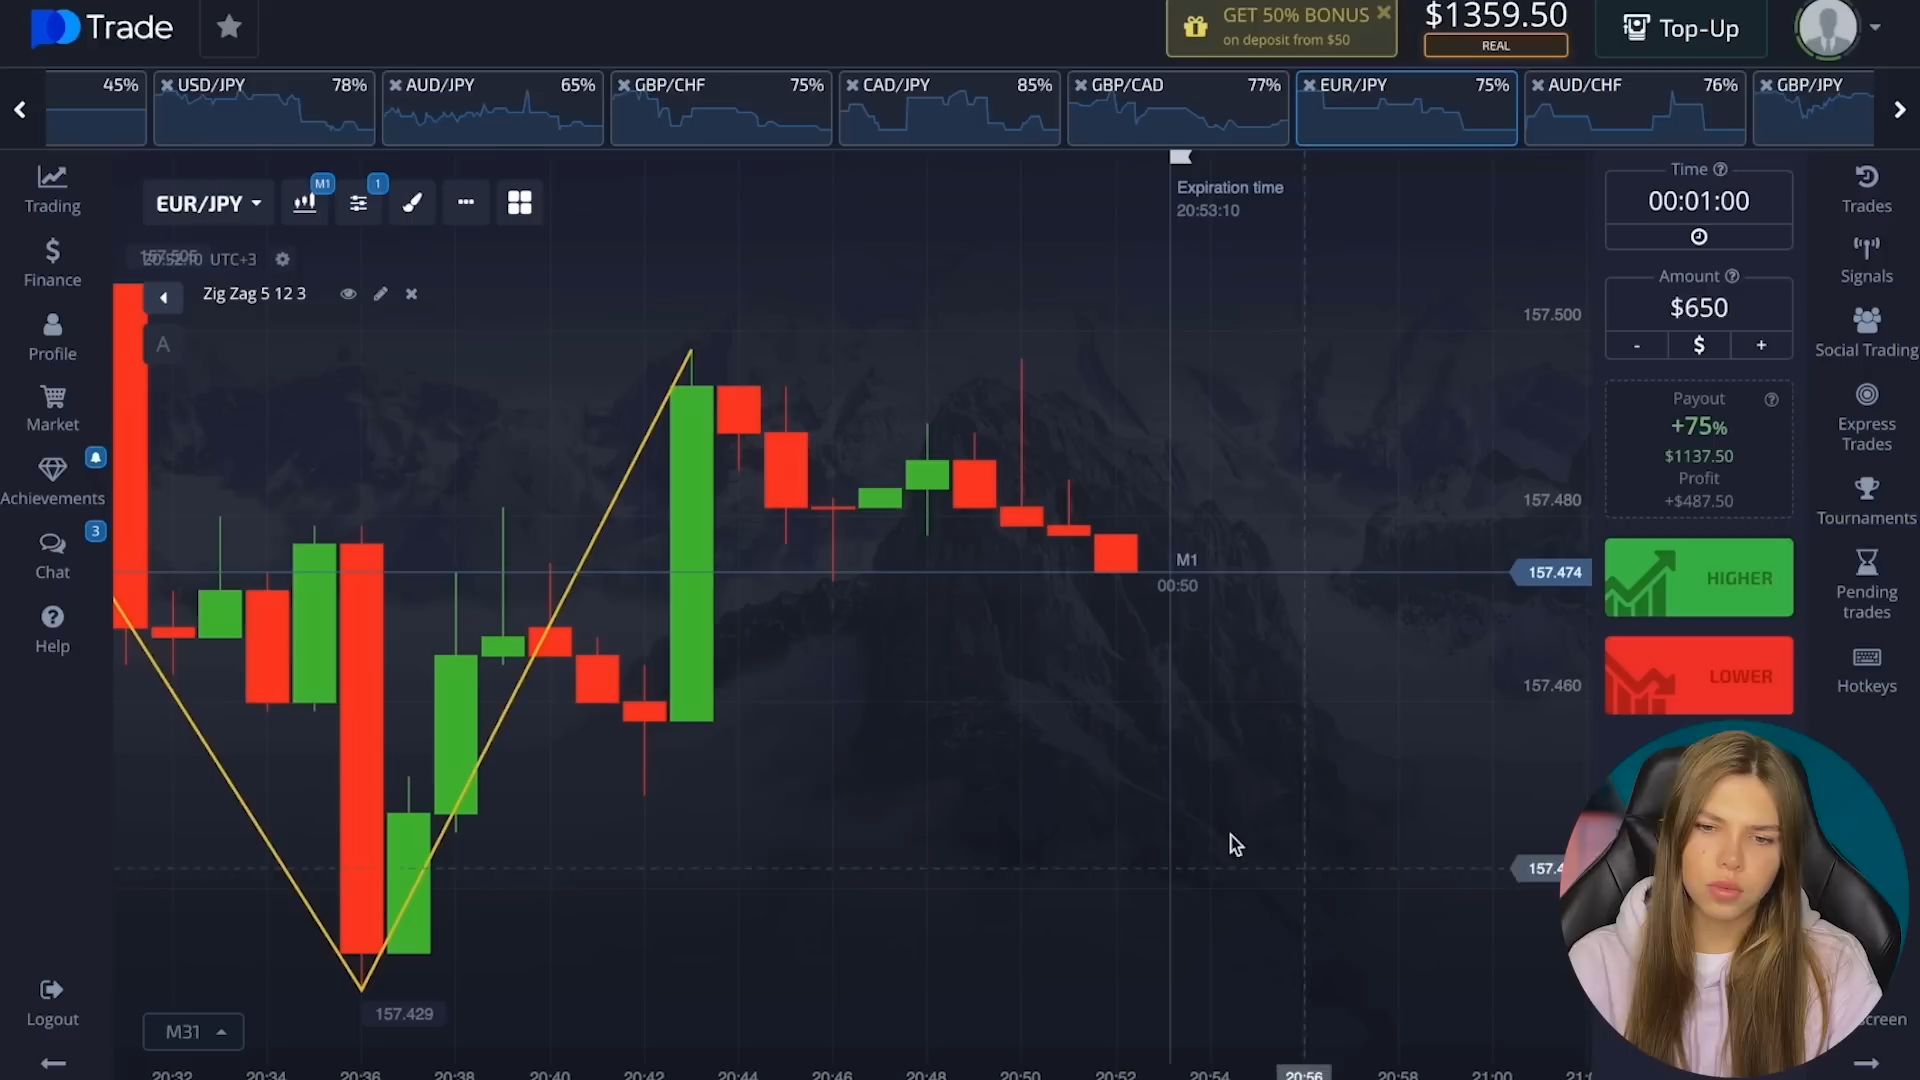 Trade
GET 50% BONUS
on deposit from $50
$1359.50
REAL
Top-Up
45%
USD/JPY 78%
AUD/JPY 65%
GBP/CHF 75%
CAD/JPY 85%
GBP/CAD 77%
EUR/JPY 75%
AUD/CHF 76%
GBP/JPY
Trading
Finance
Profile
Market
Achievements
3
Chat
Help
Logout
EUR/JPY
M1
1
UTC+3
Zig Zag 5 12 3
A
Expiration time
20:53:10
M1
00:50
157.500
157.480
157.474
157.460
157.4
157.429
M31
20:32 20:34 20:36 20:38 20:40 20:42 20:44 20:46 20:48 20:50 20:52 20:54 20:56 20:58 21:00
Time
00:01:00
Amount
$650
- $ +
Payout
+75%
$1137.50
Profit
+$487.50
HIGHER
LOWER
Trades
Signals
Social Trading
Express
Trades
Tournaments
Pending
trades
Hotkeys
screen